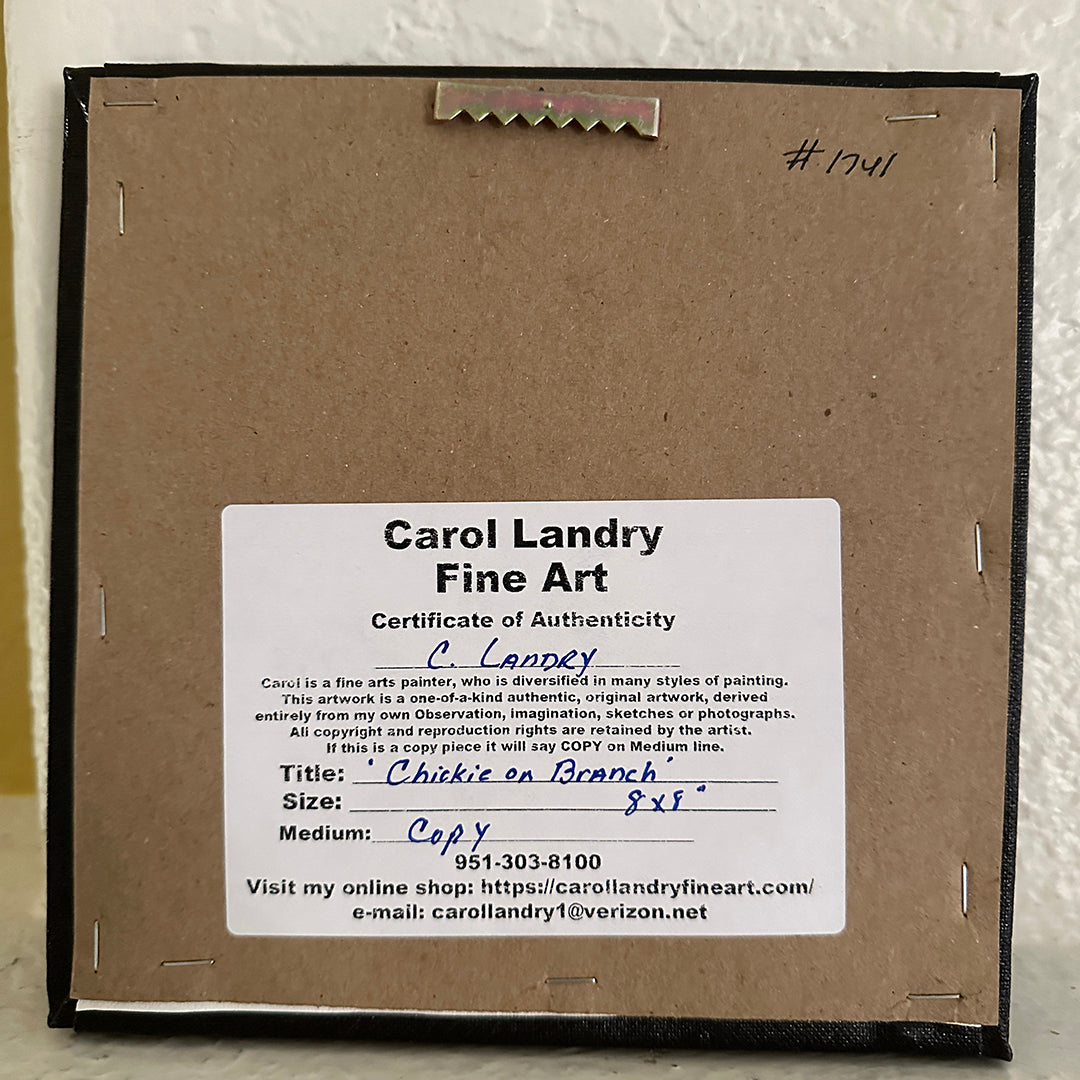 #1741
Carol Landry
Fine Art
Certificate of Authenticity
C. LANDRY
Carol is a fine arts painter, who is diversified in many styles of painting.
This artwork is a one-of-a-kind authentic, original artwork, derived
entirely from my own Observation, imagination, sketches or photographs.
All copyright and reproduction rights are retained by the artist.
If this is a copy piece it will say COPY on Medium line.
Title: 'Chickie on Branch'
Size: 8x8"
Medium: Copy
951-303-8100
Visit my online shop: https://carollandryfineart.com/
e-mail: carollandry1@verizon.net